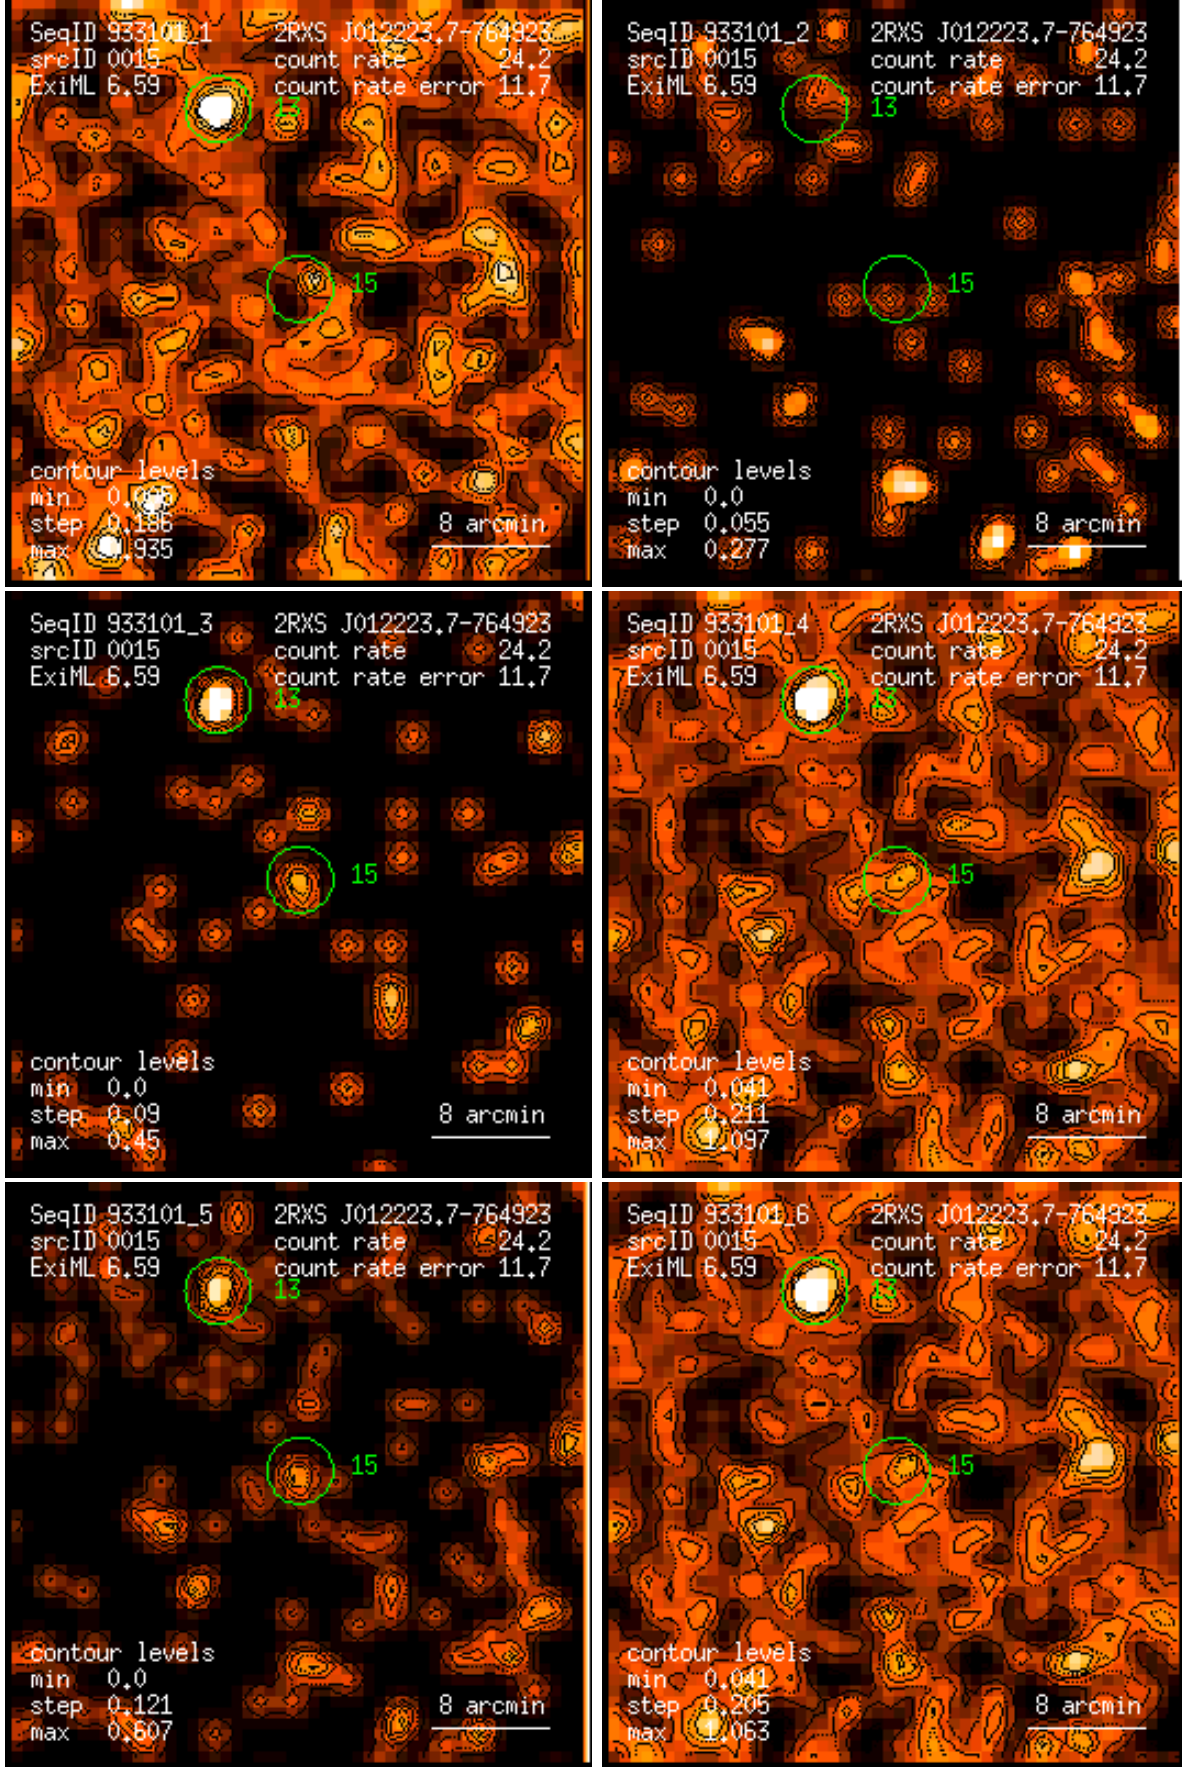 SeqID 933101_1 2RXS J012223.7-764923
srcID 0015 count rate 24.2
ExiML 6.59 count rate error 11.7
13
15
contour levels
min
step 0.186
max 0.935
8 arcmin
SeqID 933101_2 2RXS J012223.7-764923
srcID 0015 count rate 24.2
ExiML 6.59 count rate error 11.7
13
15
contour levels
min 0.0
step 0.055
max 0.277
8 arcmin
SeqID 933101_3 2RXS J012223.7-764923
srcID 0015 count rate 24.2
ExiML 6.59 count rate error 11.7
13
15
contour levels
min 0.0
step 0.09
max 0.45
8 arcmin
SeqID 933101_4 2RXS J012223.7-764923
srcID 0015 count rate 24.2
ExiML 6.59 count rate error 11.7
13
15
contour levels
min 0.041
step 0.211
max 1.097
8 arcmin
SeqID 933101_5 2RXS J012223.7-764923
srcID 0015 count rate 24.2
ExiML 6.59 count rate error 11.7
13
15
contour levels
min 0.0
step 0.121
max 0.607
8 arcmin
SeqID 933101_6 2RXS J012223.7-764923
srcID 0015 count rate 24.2
ExiML 6.59 count rate error 11.7
13
15
contour levels
min 0.041
step 0.205
max 1.063
8 arcmin